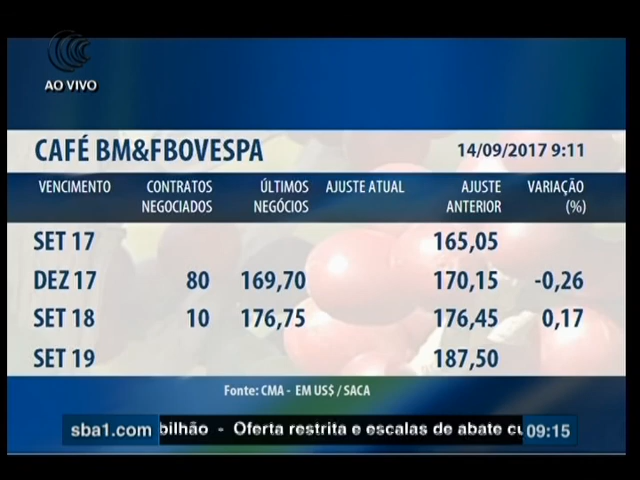 AO VIVO
CAFÉ BM&FBOVESPA 14/09/2017 9:11
VENCIMENTO CONTRATOS NEGOCIADOS ÚLTIMOS NEGÓCIOS AJUSTE ATUAL AJUSTE ANTERIOR VARIAÇÃO (%)
SET 17 165,05
DEZ 17 80 169,70 170,15 -0,26
SET 18 10 176,75 176,45 0,17
SET 19 187,50
Fonte: CMA - EM US$ / SACA
sba1.com bilhão - Oferta restrita e escalas de abate cu 09:15